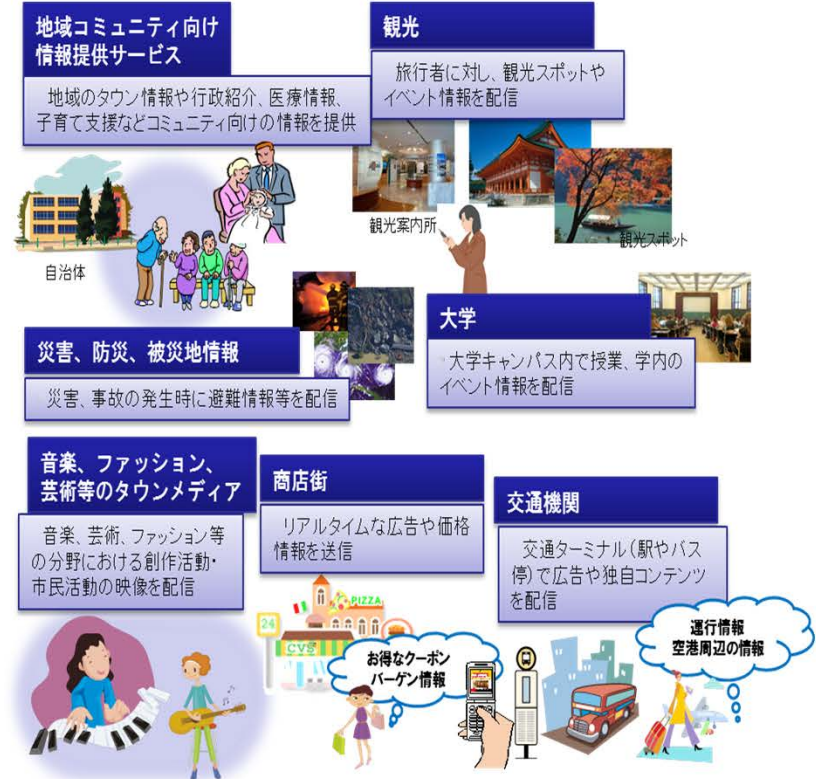 地域コミュニティ向け
情報提供サービス
地域のタウン情報や行政紹介、医療情報、
子育て支援などコミュニティ向けの情報を提供
自治体
観光
旅行者に対し、観光スポットや
イベント情報を配信
観光案内所
観光スポット
災害、防災、被災地情報
災害、事故の発生時に避難情報等を配信
大学
大学キャンパス内で授業、学内の
イベント情報を配信
音楽、ファッション、
芸術等のタウンメディア
音楽、芸術、ファッション等
の分野における創作活動・
市民活動の映像を配信
商店街
リアルタイムな広告や価格
情報を送信
PIZZA
24
CVS
お得なクーポン
バーゲン情報
交通機関
交通ターミナル(駅やバス
停)で広告や独自コンテンツ
を配信
運行情報
空港周辺の情報